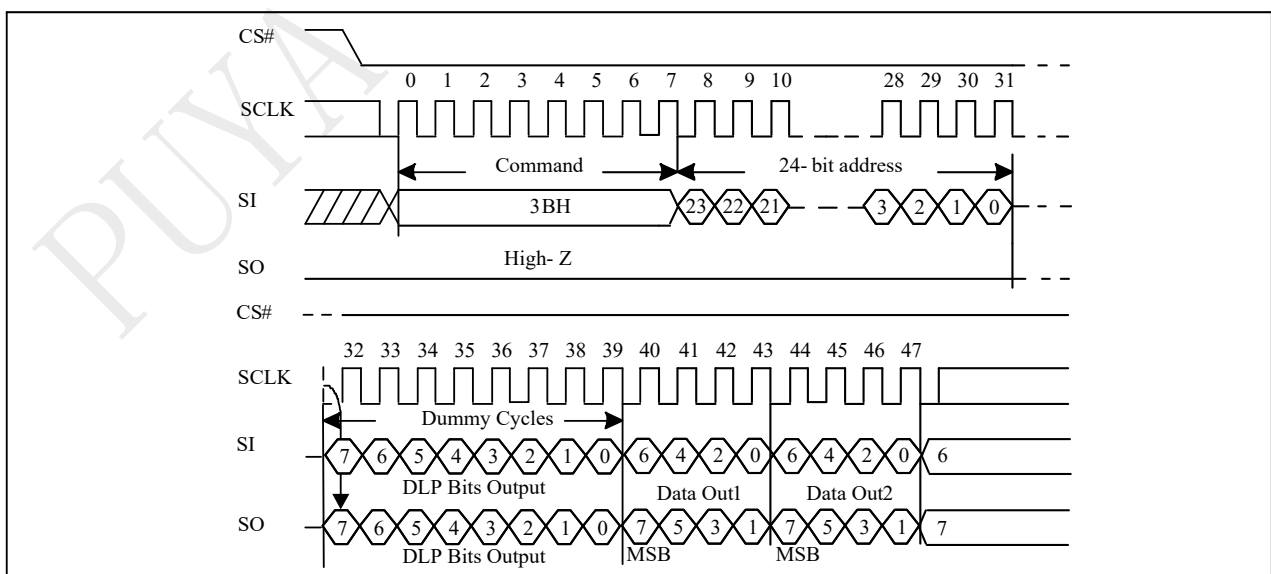 PUYA
CS#
0 1 2 3 4 5 6 7 8 9 10 28 29 30 31
SCLK
Command 24- bit address
SI 3BH 23 22 21 3 2 1 0
High- Z
SO
CS#
32 33 34 35 36 37 38 39 40 41 42 43 44 45 46 47
SCLK
Dummy Cycles
SI 7 6 5 4 3 2 1 0 6 4 2 0 6 4 2 0 6
DLP Bits Output Data Out1 Data Out2
SO 7 6 5 4 3 2 1 0 7 5 3 1 7 5 3 1 7
DLP Bits Output MSB MSB